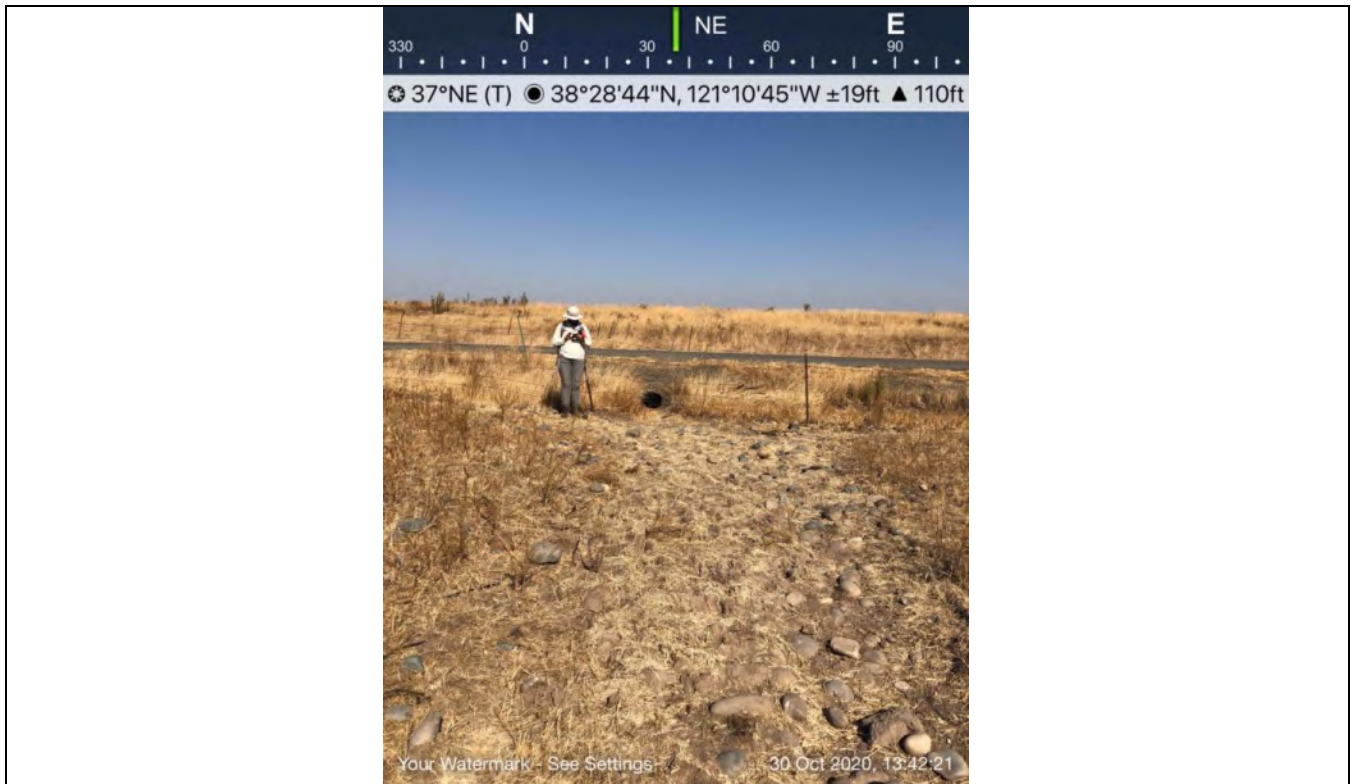 N NE E
330 0 30 60 90
37°NE (T) 38°28'44"N, 121°10'45"W ±19ft ▲ 110ft
Your Watermark - See Settings 30 Oct 2020, 13:42:21